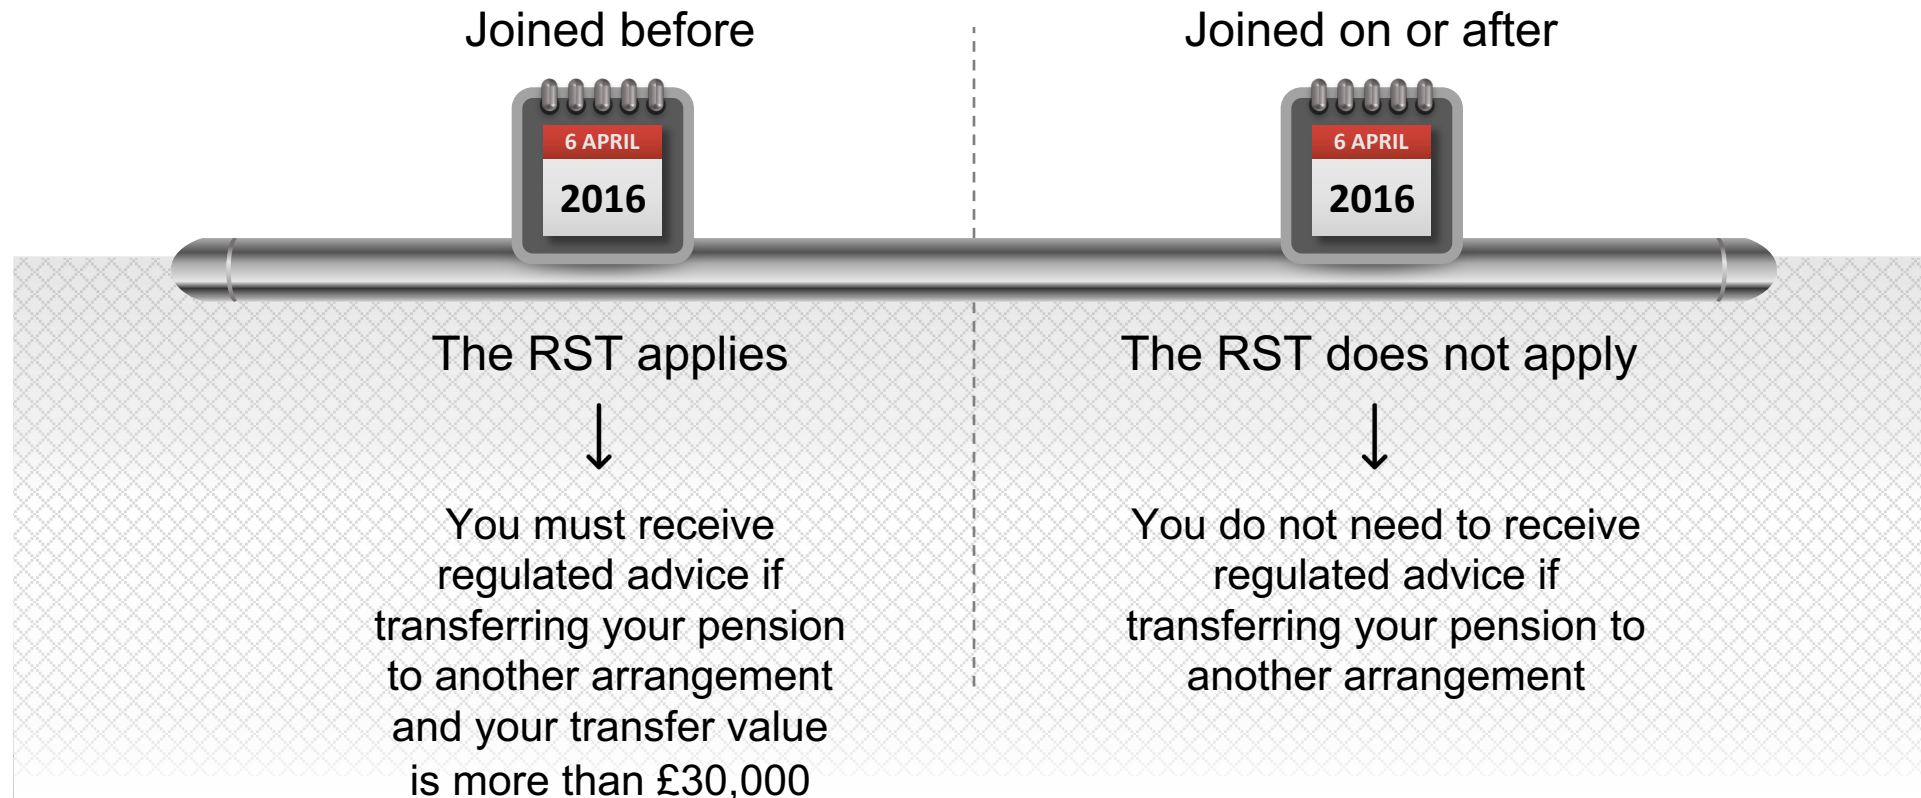 Joined before
6 APRIL
2016
The RST applies
You must receive
regulated advice if
transferring your pension
to another arrangement
and your transfer value
is more than £30,000
Joined on or after
6 APRIL
2016
The RST does not apply
You do not need to receive
regulated advice if
transferring your pension to
another arrangement